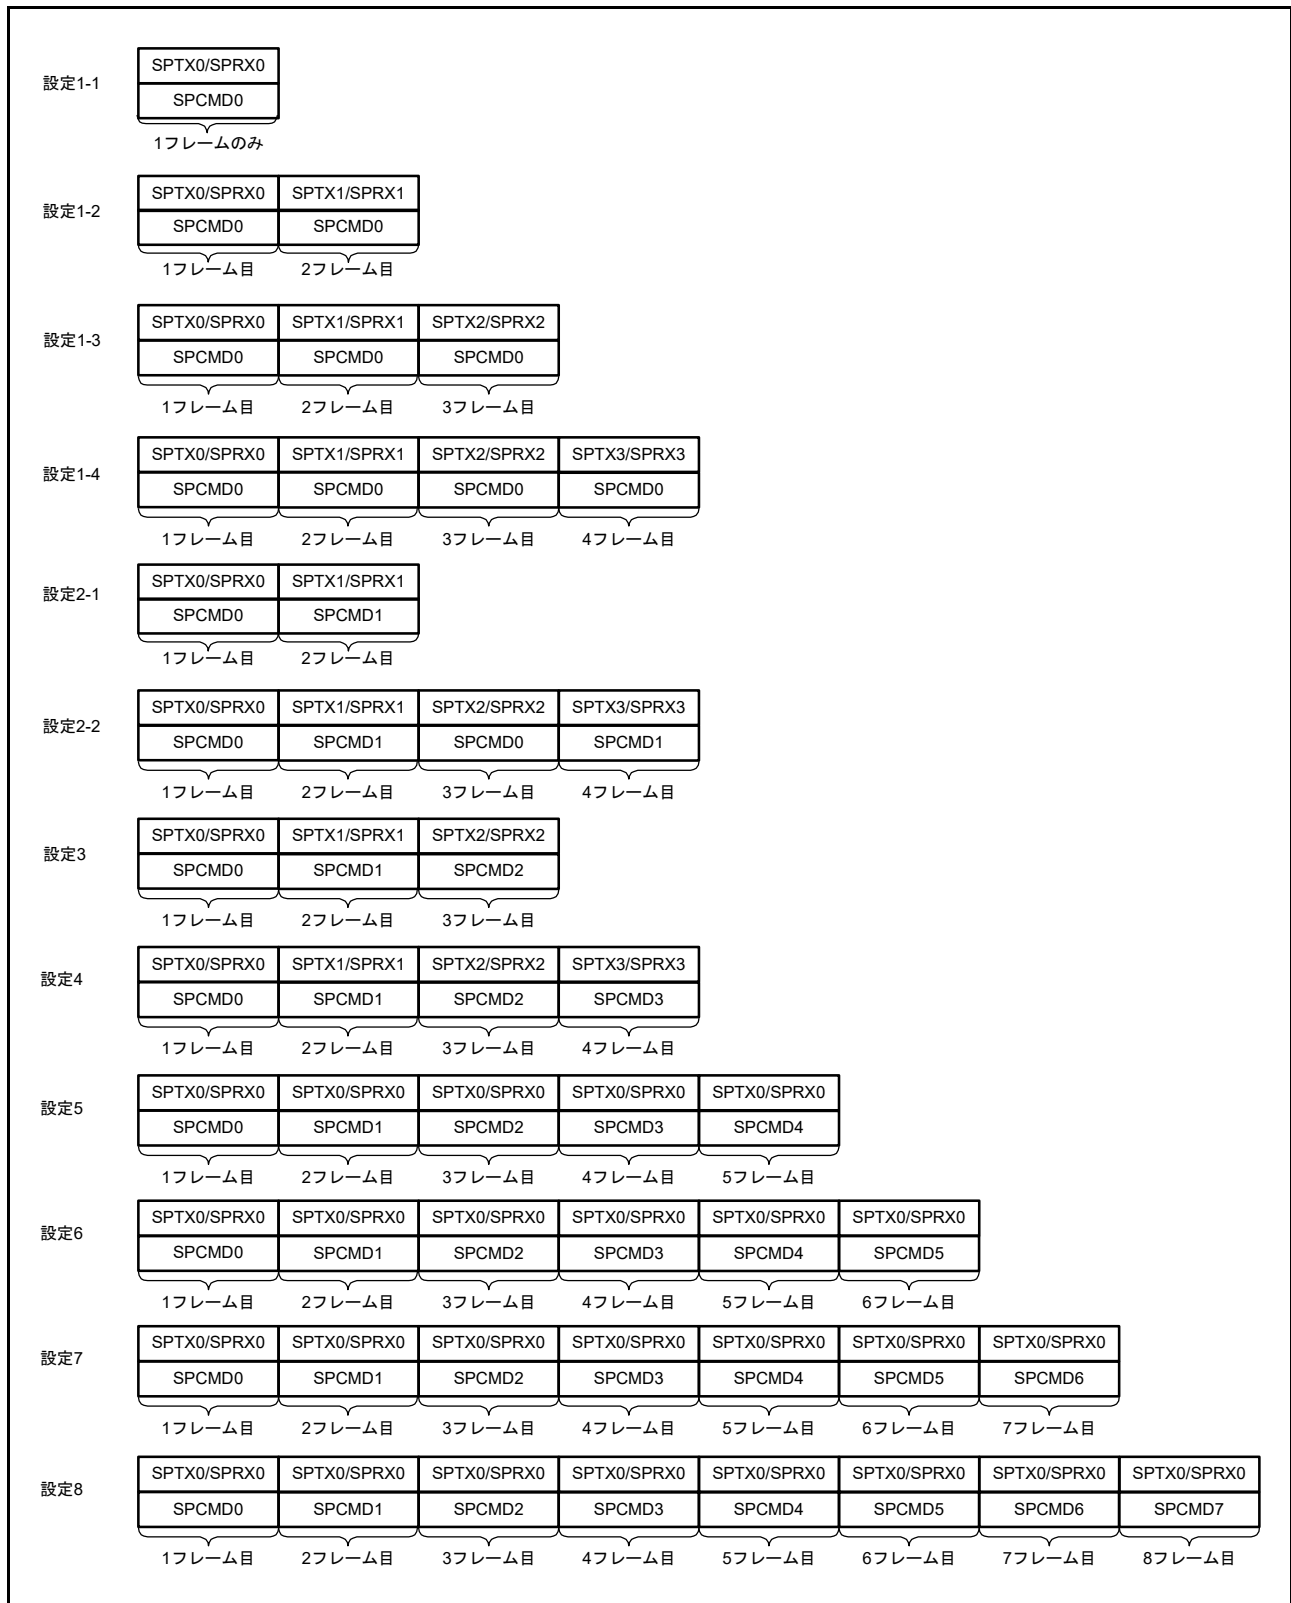 設定1-1
SPTX0/SPRX0
SPCMD0
1フレームのみ
設定1-2
SPTX0/SPRX0 SPTX1/SPRX1
SPCMD0 SPCMD0
1フレーム目 2フレーム目
設定1-3
SPTX0/SPRX0 SPTX1/SPRX1 SPTX2/SPRX2
SPCMD0 SPCMD0 SPCMD0
1フレーム目 2フレーム目 3フレーム目
設定1-4
SPTX0/SPRX0 SPTX1/SPRX1 SPTX2/SPRX2 SPTX3/SPRX3
SPCMD0 SPCMD0 SPCMD0 SPCMD0
1フレーム目 2フレーム目 3フレーム目 4フレーム目
設定2-1
SPTX0/SPRX0 SPTX1/SPRX1
SPCMD0 SPCMD1
1フレーム目 2フレーム目
設定2-2
SPTX0/SPRX0 SPTX1/SPRX1 SPTX2/SPRX2 SPTX3/SPRX3
SPCMD0 SPCMD1 SPCMD0 SPCMD1
1フレーム目 2フレーム目 3フレーム目 4フレーム目
設定3
SPTX0/SPRX0 SPTX1/SPRX1 SPTX2/SPRX2
SPCMD0 SPCMD1 SPCMD2
1フレーム目 2フレーム目 3フレーム目
設定4
SPTX0/SPRX0 SPTX1/SPRX1 SPTX2/SPRX2 SPTX3/SPRX3
SPCMD0 SPCMD1 SPCMD2 SPCMD3
1フレーム目 2フレーム目 3フレーム目 4フレーム目
設定5
SPTX0/SPRX0 SPTX0/SPRX0 SPTX0/SPRX0 SPTX0/SPRX0 SPTX0/SPRX0
SPCMD0 SPCMD1 SPCMD2 SPCMD3 SPCMD4
1フレーム目 2フレーム目 3フレーム目 4フレーム目 5フレーム目
設定6
SPTX0/SPRX0 SPTX0/SPRX0 SPTX0/SPRX0 SPTX0/SPRX0 SPTX0/SPRX0 SPTX0/SPRX0
SPCMD0 SPCMD1 SPCMD2 SPCMD3 SPCMD4 SPCMD5
1フレーム目 2フレーム目 3フレーム目 4フレーム目 5フレーム目 6フレーム目
設定7
SPTX0/SPRX0 SPTX0/SPRX0 SPTX0/SPRX0 SPTX0/SPRX0 SPTX0/SPRX0 SPTX0/SPRX0 SPTX0/SPRX0
SPCMD0 SPCMD1 SPCMD2 SPCMD3 SPCMD4 SPCMD5 SPCMD6
1フレーム目 2フレーム目 3フレーム目 4フレーム目 5フレーム目 6フレーム目 7フレーム目
設定8
SPTX0/SPRX0 SPTX0/SPRX0 SPTX0/SPRX0 SPTX0/SPRX0 SPTX0/SPRX0 SPTX0/SPRX0 SPTX0/SPRX0 SPTX0/SPRX0
SPCMD0 SPCMD1 SPCMD2 SPCMD3 SPCMD4 SPCMD5 SPCMD6 SPCMD7
1フレーム目 2フレーム目 3フレーム目 4フレーム目 5フレーム目 6フレーム目 7フレーム目 8フレーム目